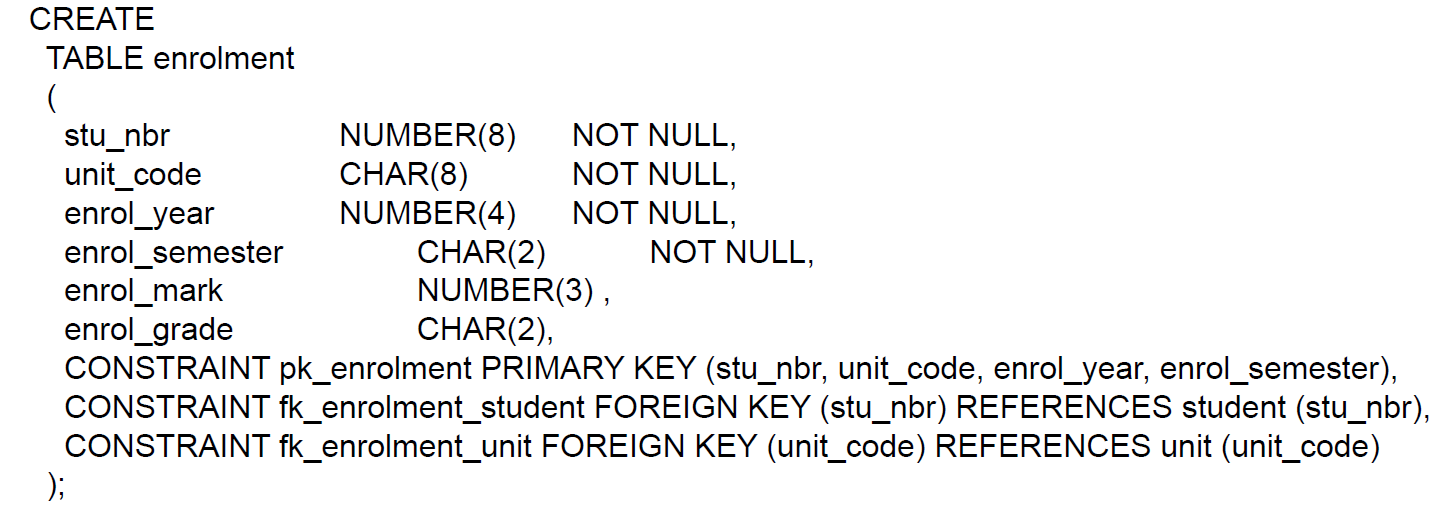 CREATE
TABLE enrolment
(
stu_nbr NUMBER(8) NOT NULL,
unit_code CHAR(8) NOT NULL,
enrol_year NUMBER(4) NOT NULL,
enrol_semester CHAR(2) NOT NULL,
enrol_mark NUMBER(3) ,
enrol_grade CHAR(2),
CONSTRAINT pk_enrolment PRIMARY KEY (stu_nbr, unit_code, enrol_year, enrol_semester),
CONSTRAINT fk_enrolment_student FOREIGN KEY (stu_nbr) REFERENCES student (stu_nbr),
CONSTRAINT fk_enrolment_unit FOREIGN KEY (unit_code) REFERENCES unit (unit_code)
);